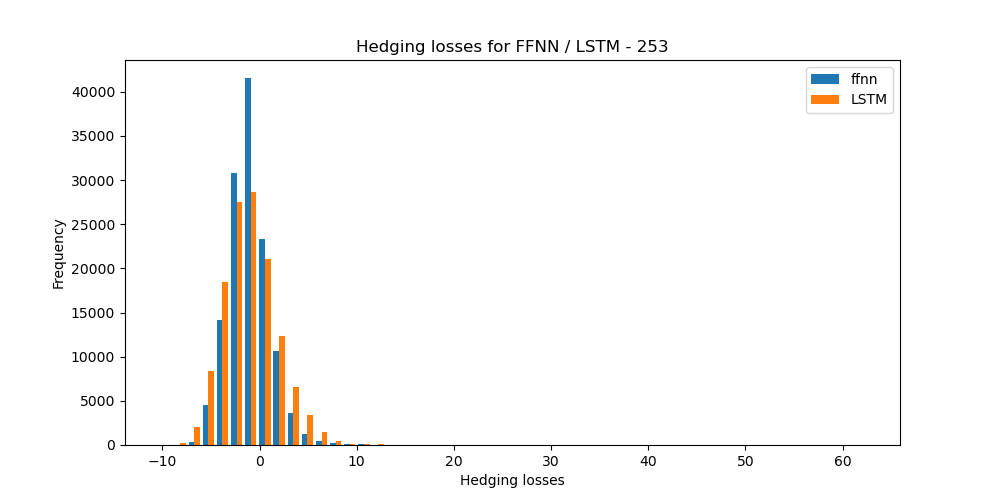 Hedging losses for FFNN / LSTM - 253
ffnn
LSTM
Frequency
40000
35000
30000
25000
20000
15000
10000
5000
0
−10 0 10 20 30 40 50 60
Hedging losses